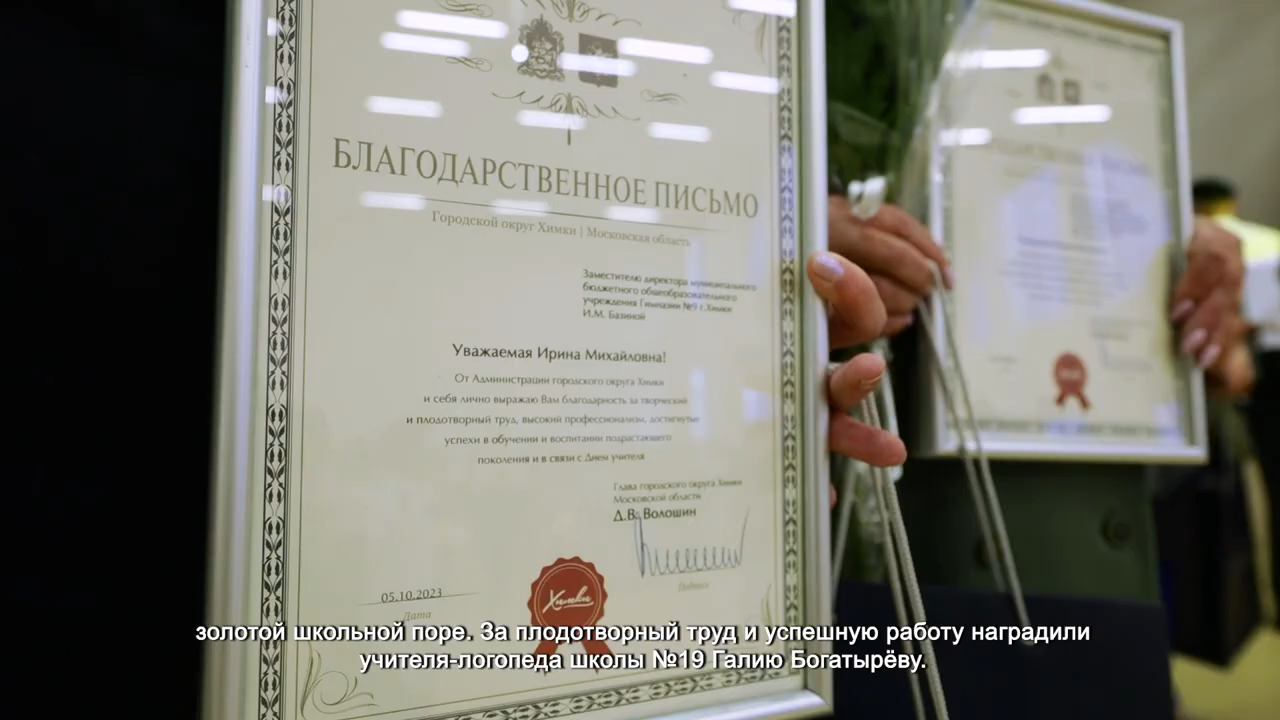 БЛАГОДАРСТВЕННОЕ ПИСЬМО
Городской округ Химки | Московская область
Заместителю директора муниципального
бюджетного общеобразовательного
учреждения Гимназии №9 г.Химки
И.М. Базиной
Уважаемая Ирина Михайловна!
От Администрации городского округа Химки
и себя лично выражаю Вам благодарность за творческий
и плодотворный труд, высокий профессионализм, достигнутые
успехи в обучении и воспитании подрастающего
поколения и в связи с Днем учителя
Глава городского округа Химки
Московской области
Д.В. Волошин
Подпись
05.10.2023
Дата
Химки
золотой школьной поре. За плодотворный труд и успешную работу наградили
учителя-логопеда школы №19 Галию Богатырёву.